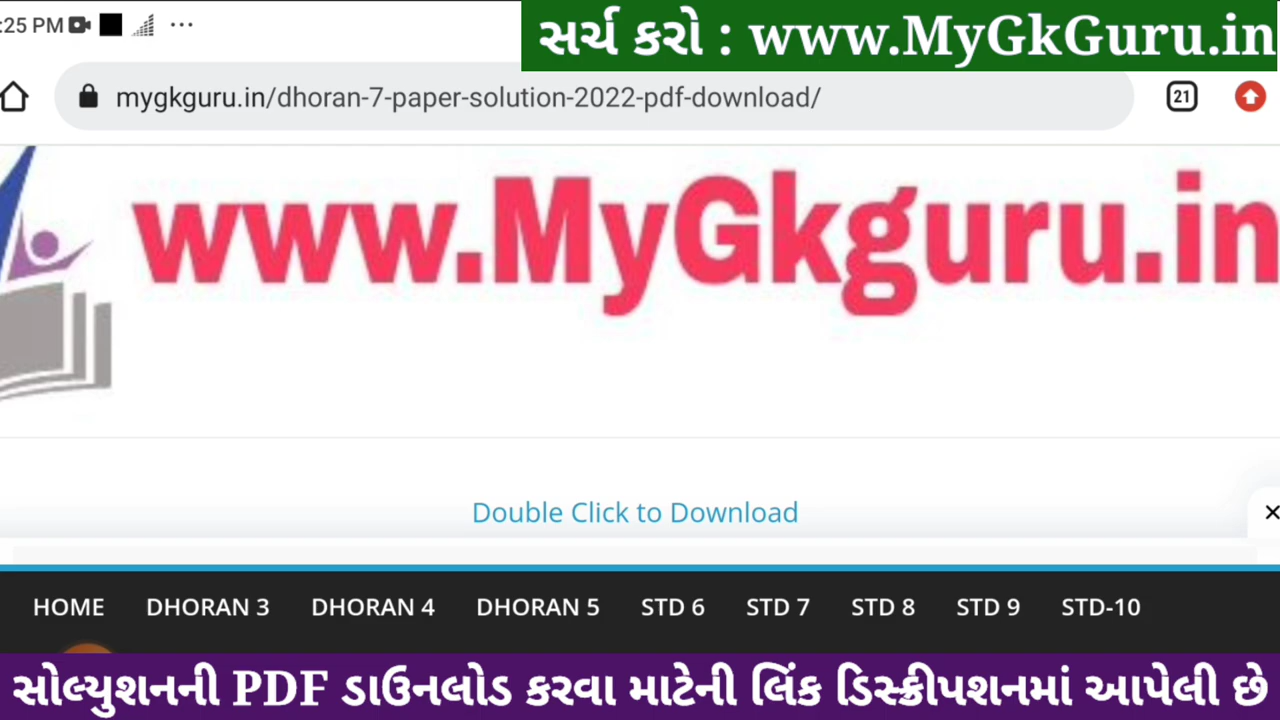 :25 PM
સર્ચ કરો : www.MyGkGuru.in
mygkguru.in/dhoran-7-paper-solution-2022-pdf-download/
21
www.MyGkguru.in
Double Click to Download
HOME DHORAN 3 DHORAN 4 DHORAN 5 STD 6 STD 7 STD 8 STD 9 STD-10
સોલ્યુશનની PDF ડાઉનલોડ કરવા માટેની લિંક ડિસ્ક્રીપશનમાં આપેલી છે